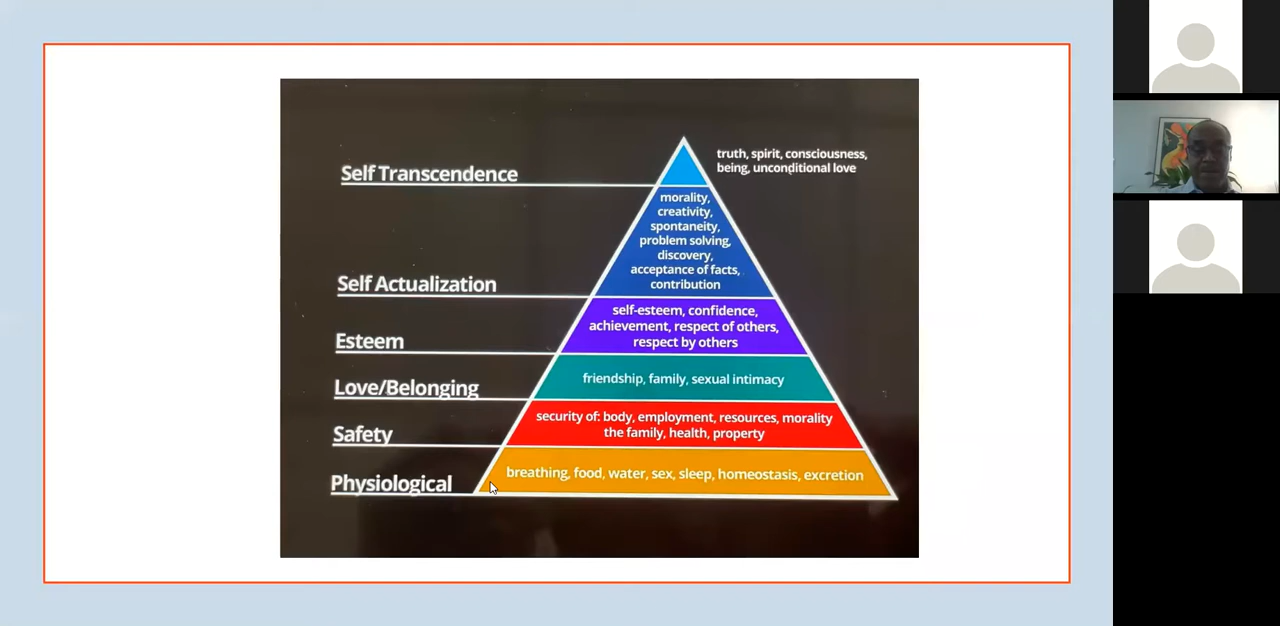 truth, spirit, consciousness,
being, unconditional love
Self Transcendence
morality,
creativity,
spontaneity,
problem solving,
discovery,
acceptance of facts,
contribution
Self Actualization
self-esteem, confidence,
achievement, respect of others,
respect by others
Esteem
friendship, family, sexual intimacy
Love/Belonging
security of: body, employment, resources, morality
the family, health, property
Safety
breathing, food, water, sex, sleep, homeostasis, excretion
Physiological